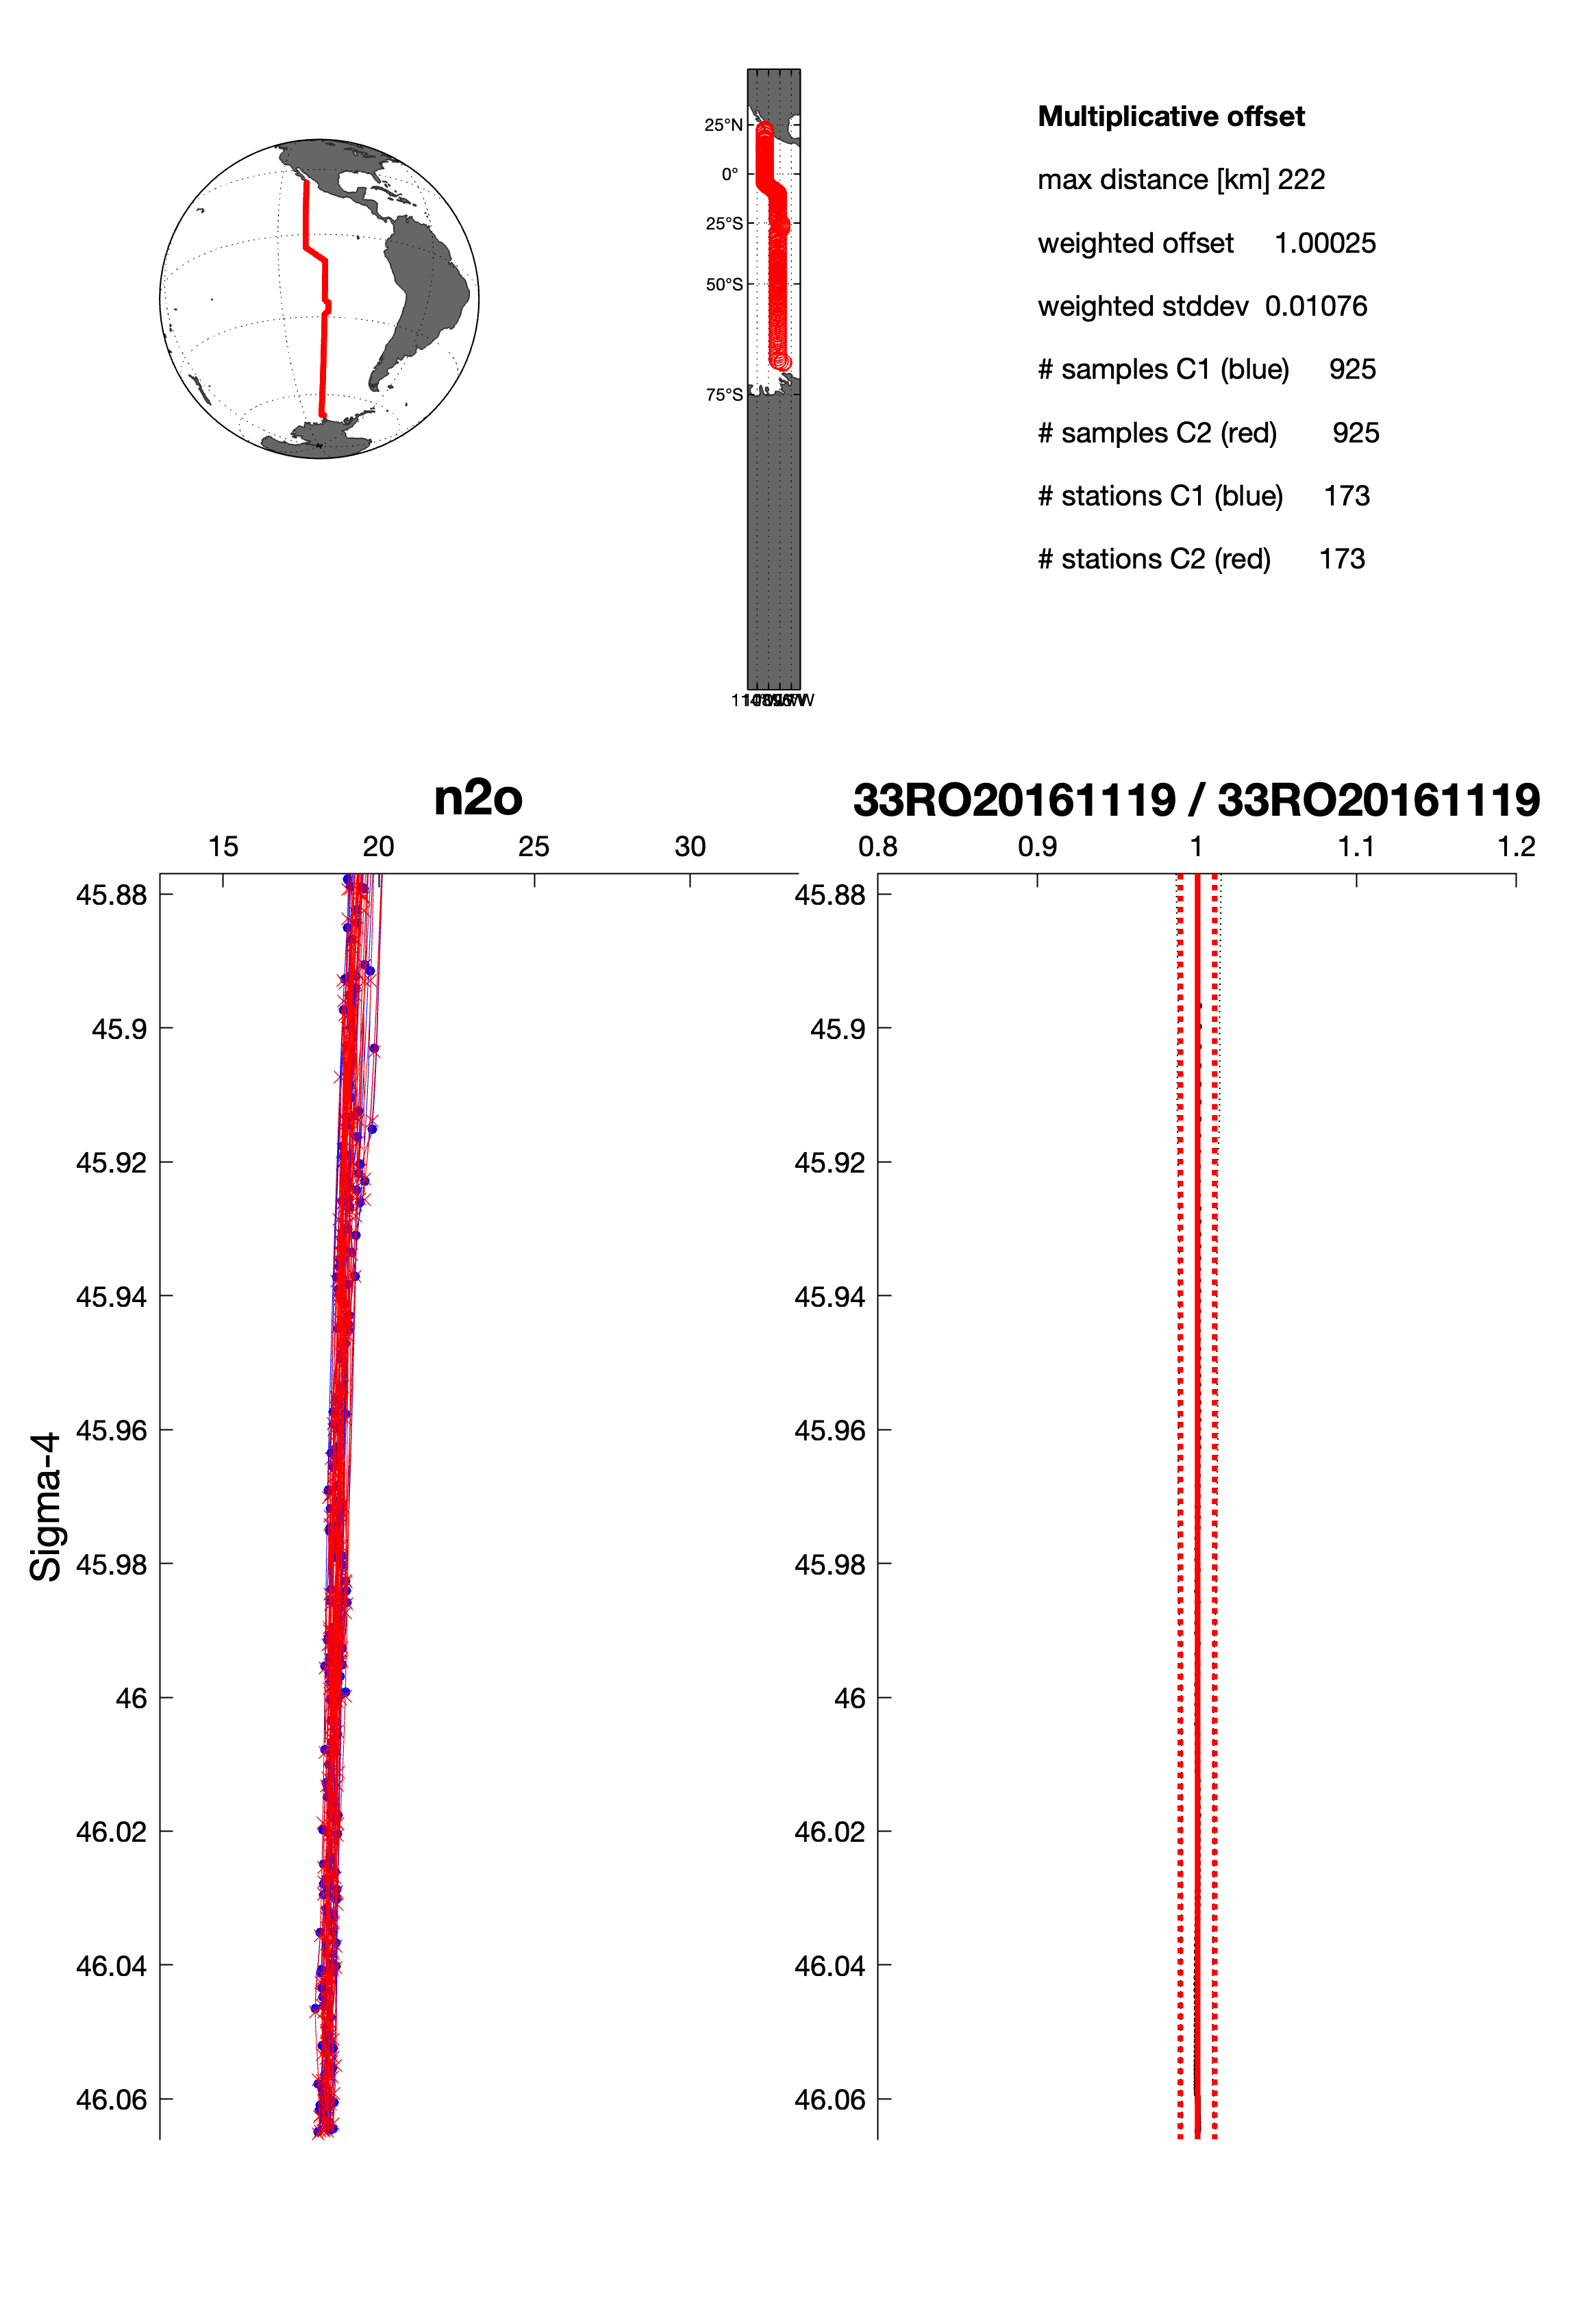 Multiplicative offset
max distance [km] 222
weighted offset 1.00025
weighted stddev 0.01076
# samples C1 (blue) 925
# samples C2 (red) 925
# stations C1 (blue) 173
# stations C2 (red) 173
25°N
0°
25°S
50°S
75°S
n2o
15 20 25 30
Sigma-4
45.88
45.9
45.92
45.94
45.96
45.98
46
46.02
46.04
46.06
33RO20161119 / 33RO20161119
0.8 0.9 1 1.1 1.2
45.88
45.9
45.92
45.94
45.96
45.98
46
46.02
46.04
46.06